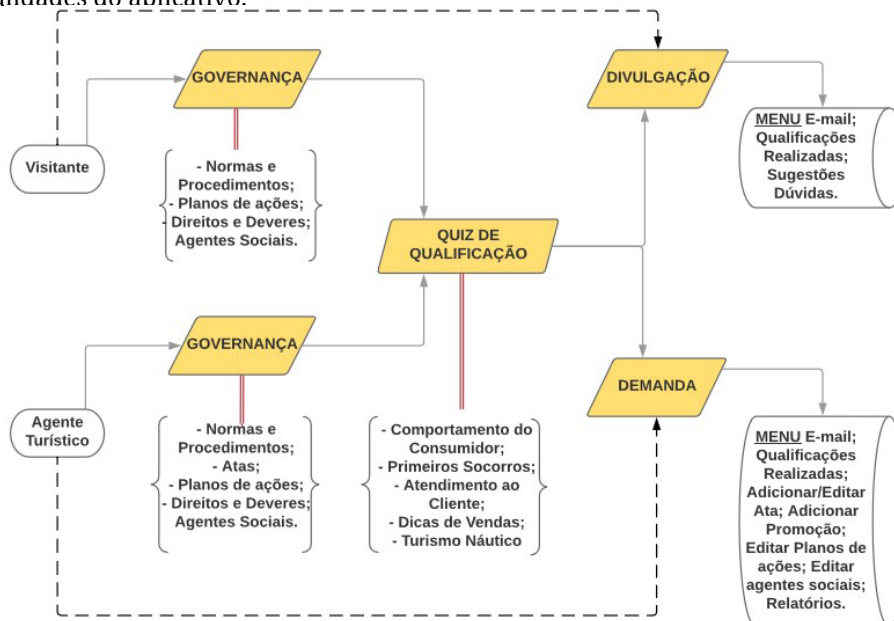 do aplicativo.
GOVERNANÇA
DIVULGAÇÃO
Visitante
- Normas e
Procedimentos;
- Planos de ações;
- Direitos e Deveres;
Agentes Sociais.
MENU E-mail;
Qualificações
Realizadas;
Sugestões
Dúvidas.
QUIZ DE
QUALIFICAÇÃO
GOVERNANÇA
DEMANDA
Agente
Turístico
- Normas e
Procedimentos;
- Atas;
- Planos de ações;
- Direitos e Deveres;
Agentes Sociais.
- Comportamento do
Consumidor;
- Primeiros Socorros;
- Atendimento ao
Cliente;
- Dicas de Vendas;
- Turismo Náutico
MENU E-mail;
Qualificações
Realizadas;
Adicionar/Editar
Ata; Adicionar
Promoção;
Editar Planos de
ações; Editar
agentes sociais;
Relatórios.